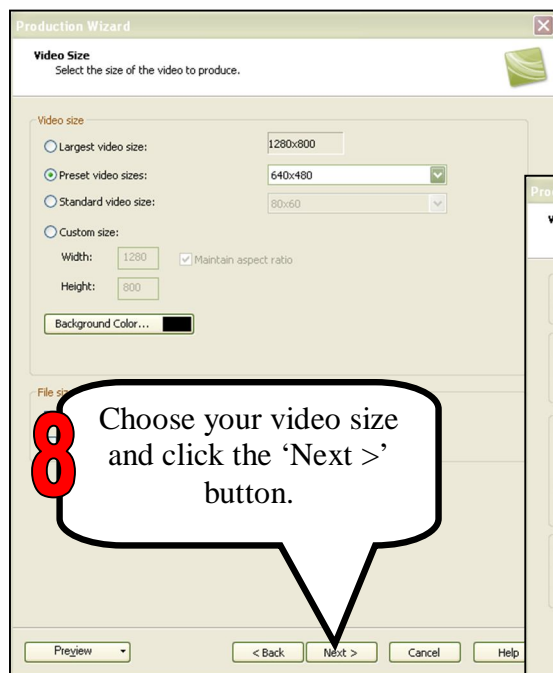 Production Wizard
Video Size
Select the size of the video to produce.
Video size
Largest video size: 1280x800
Preset video sizes: 640x480
Standard video size: 80x60
Custom size:
Width: 1280 Maintain aspect ratio
Height: 800
Background Color...
File siz
8
Choose your video size
and click the ‘Next >’
button.
Preview < Back Next > Cancel Help
Pro